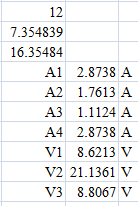 12
7.354839
16.35484
A1 2.8738 A
A2 1.7613 A
A3 1.1124 A
A4 2.8738 A
V1 8.6213 V
V2 21.1361 V
V3 8.8067 V